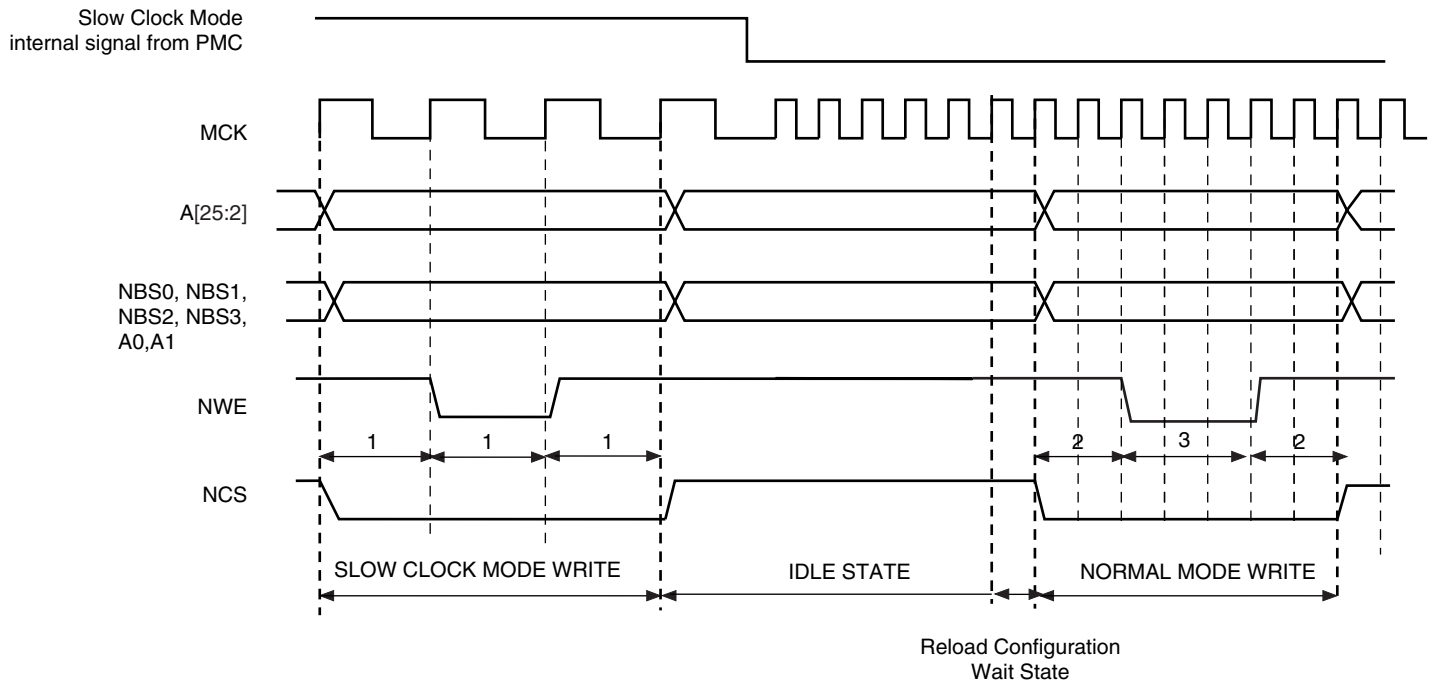 Slow Clock Mode
internal signal from PMC
MCK
A[25:2]
NBS0, NBS1,
NBS2, NBS3,
A0,A1
NWE
1 1 1 2 3 2
NCS
SLOW CLOCK MODE WRITE IDLE STATE NORMAL MODE WRITE
Reload Configuration
Wait State